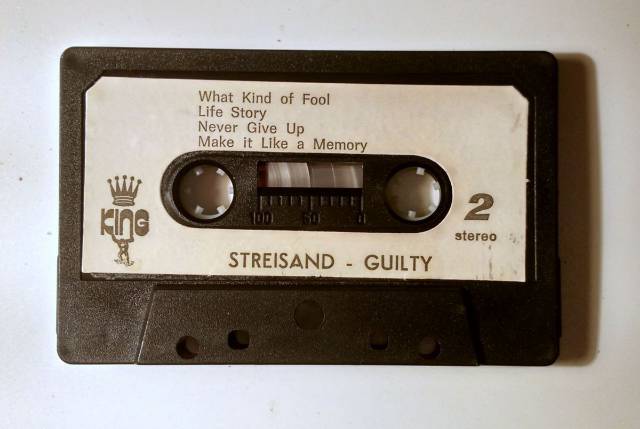 What Kind of Fool
Life Story
Never Give Up
Make it Like a Memory
100 50 0
KING
2
stereo
STREISAND - GUILTY